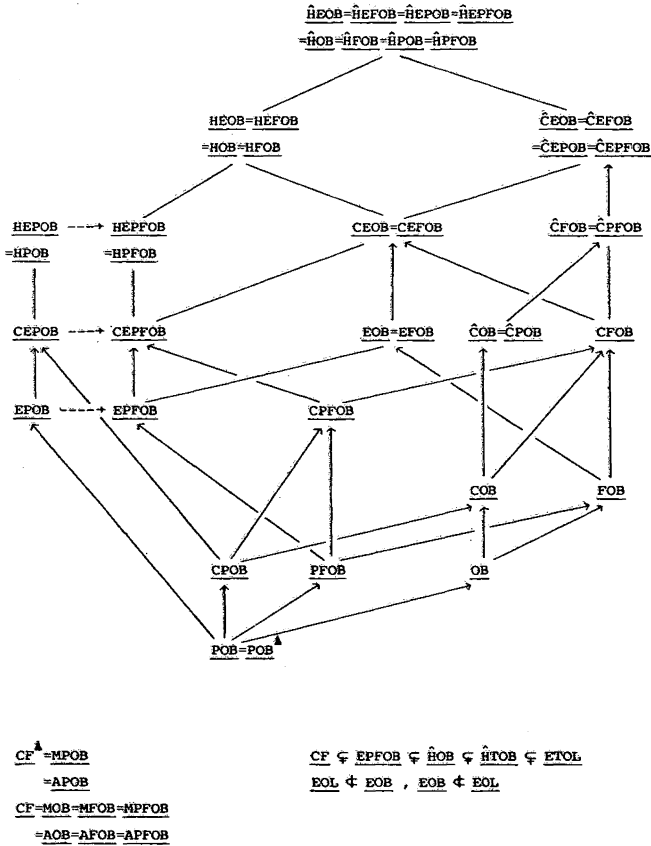 ĤEOB=ĤEFOB=ĤEPOB=ĤEPFOB
=ĤOB=ĤFOB=ĤPOB=ĤPFOB
HEOB=HEFOB
=HOB=HFOB
ĈEOB=ĈEFOB
=ĈEPOB=ĈEPFOB
HEPOB
=HPOB
HEPFOB
=HPFOB
CEOB=CEFOB
ĈFOB=ĈPFOB
CEPOB
CEPFOB
EOB=EFOB
ĈOB=ĈPOB
CFOB
EPOB
EPFOB
CPFOB
COB
FOB
CPOB
PFOB
OB
POB=POB▲
CF▲=MPOB
=APOB
CF=MOB=MFOB=MPFOB
=AOB=AFOB=APFOB
CF ⊊ EPFOB ⊊ ĤOB ⊊ ĤTOB ⊊ ETOL
EOL ⊄ EOB , EOB ⊄ EOL